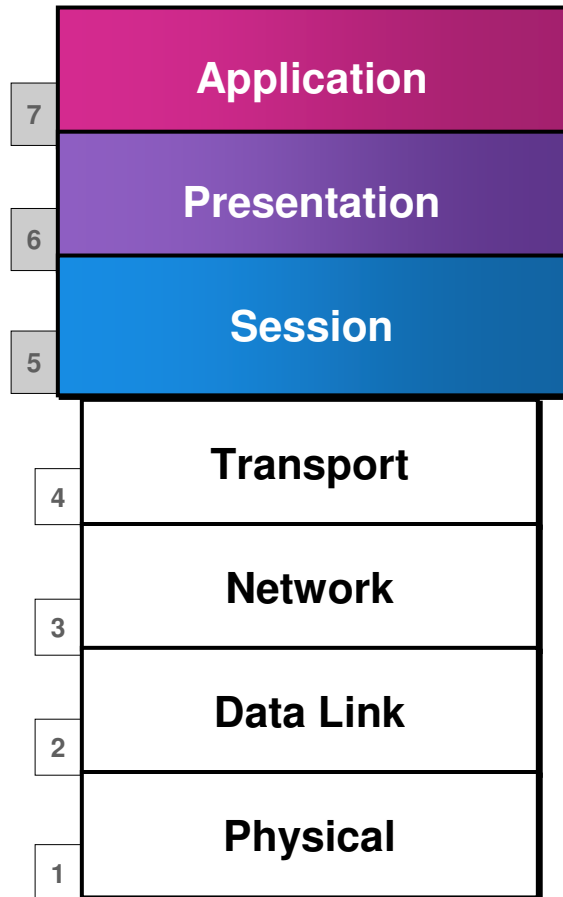 Application
7
Presentation
6
Session
5
Transport
4
Network
3
Data Link
2
Physical
1